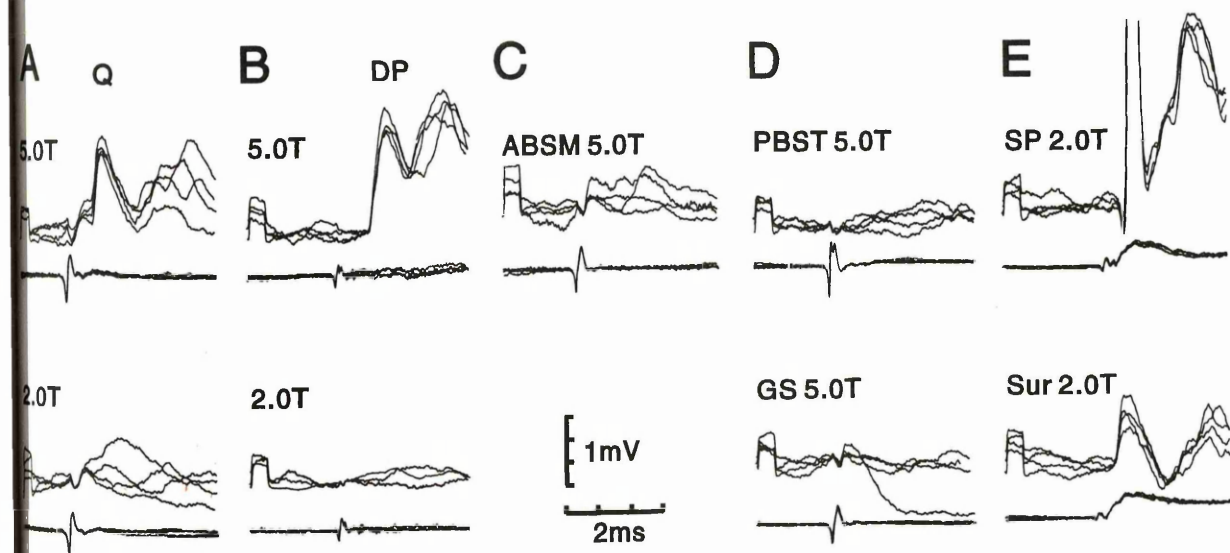 A
Q
5.0T
2.0T
B
DP
5.0T
2.0T
C
ABSM 5.0T
1mV
2ms
D
PBST 5.0T
GS 5.0T
E
SP 2.0T
Sur 2.0T